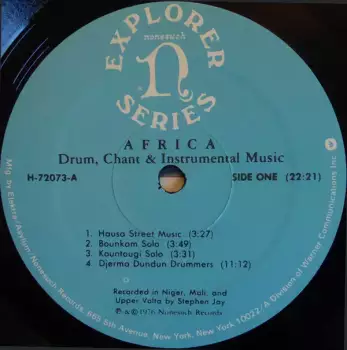 EXPLORER
nonesuch
n
SERIES
AFRICA
Drum, Chant & Instrumental Music
H-72073-A
SIDE ONE (22:21)
1 Hausa Street Music (3:27)
2 Bounkam Solo (3:49)
3 Kountougi Solo (3:31)
4 Djerma Dundun Drummers (11:12)
Recorded in Niger, Mali, and
Upper Volta by Stephen Jay
℗ & © 1976 Nonesuch Records
Mfg. by Elektra/Asylum/Nonesuch Records, 665 5th Avenue, New York, New York 10022/A Division of Warner Communications Inc.